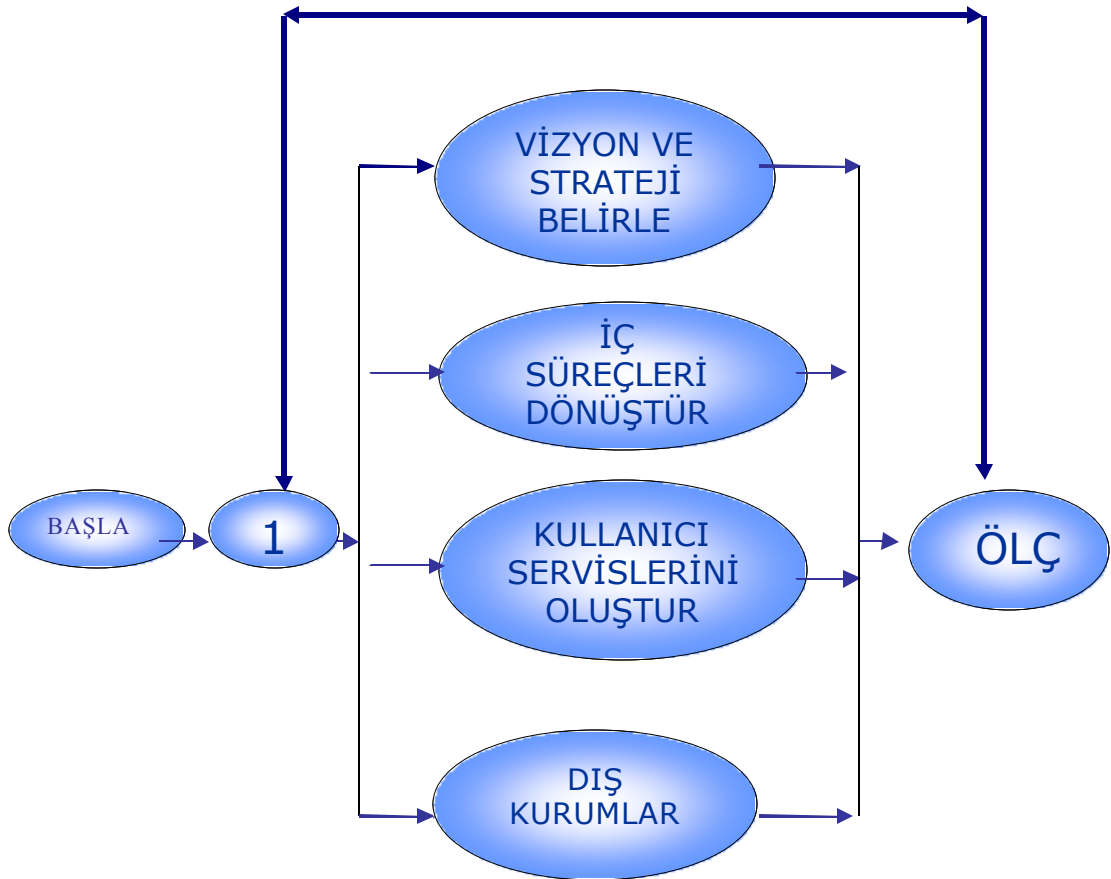 VİZYON VE
STRATEJİ
BELİRLE
İÇ
SÜREÇLERİ
DÖNÜŞTÜR
BAŞLA
1
KULLANICI
SERVİSLERİNİ
OLUŞTUR
ÖLÇ
DIŞ
KURUMLAR